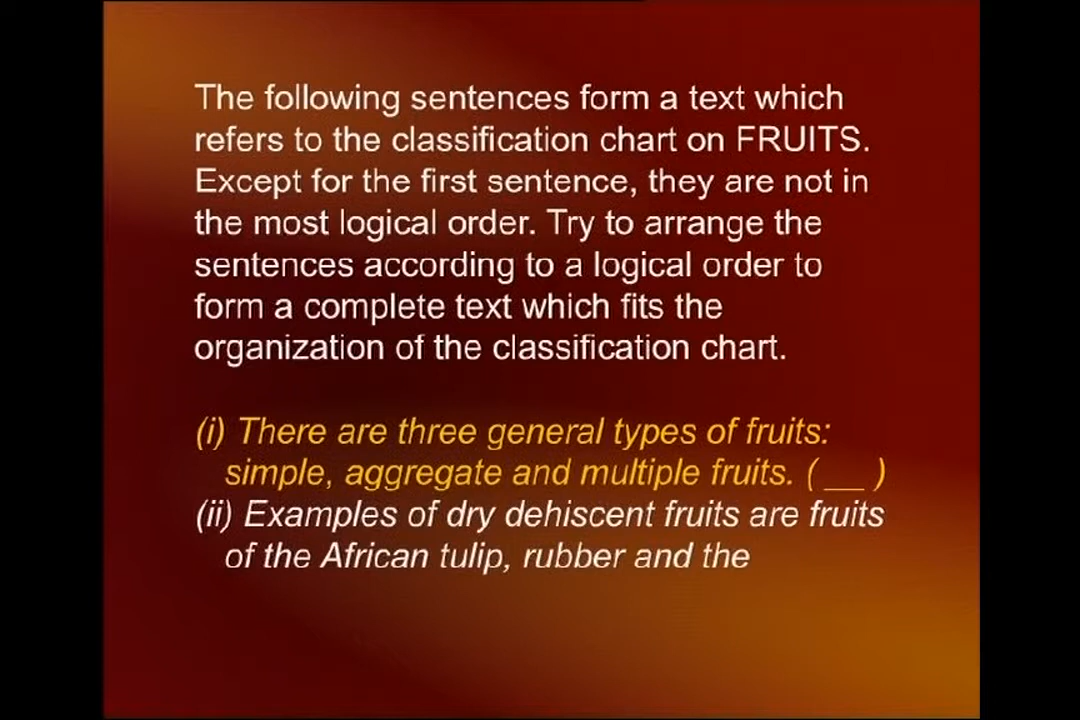 The following sentences form a text which
refers to the classification chart on FRUITS.
Except for the first sentence, they are not in
the most logical order. Try to arrange the
sentences according to a logical order to
form a complete text which fits the
organization of the classification chart.
(i) There are three general types of fruits:
simple, aggregate and multiple fruits. ( __ )
(ii) Examples of dry dehiscent fruits are fruits
of the African tulip, rubber and the